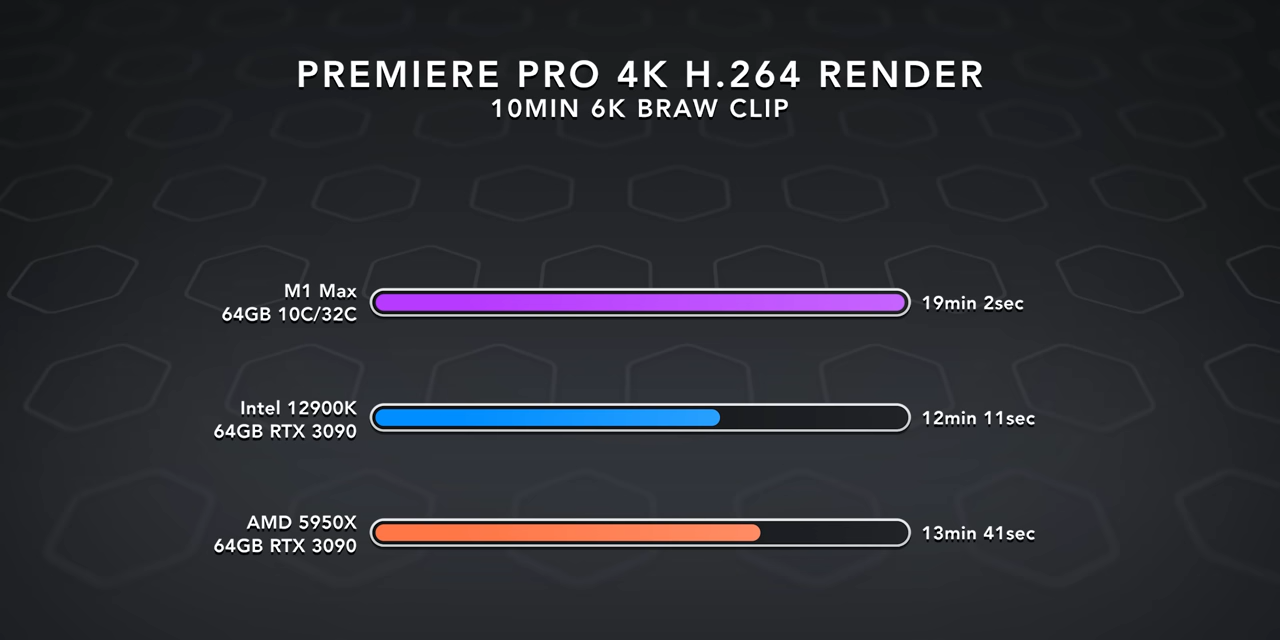 PREMIERE PRO 4K H.264 RENDER
10MIN 6K BRAW CLIP
M1 Max
64GB 10C/32C
19min 2sec
Intel 12900K
64GB RTX 3090
12min 11sec
AMD 5950X
64GB RTX 3090
13min 41sec